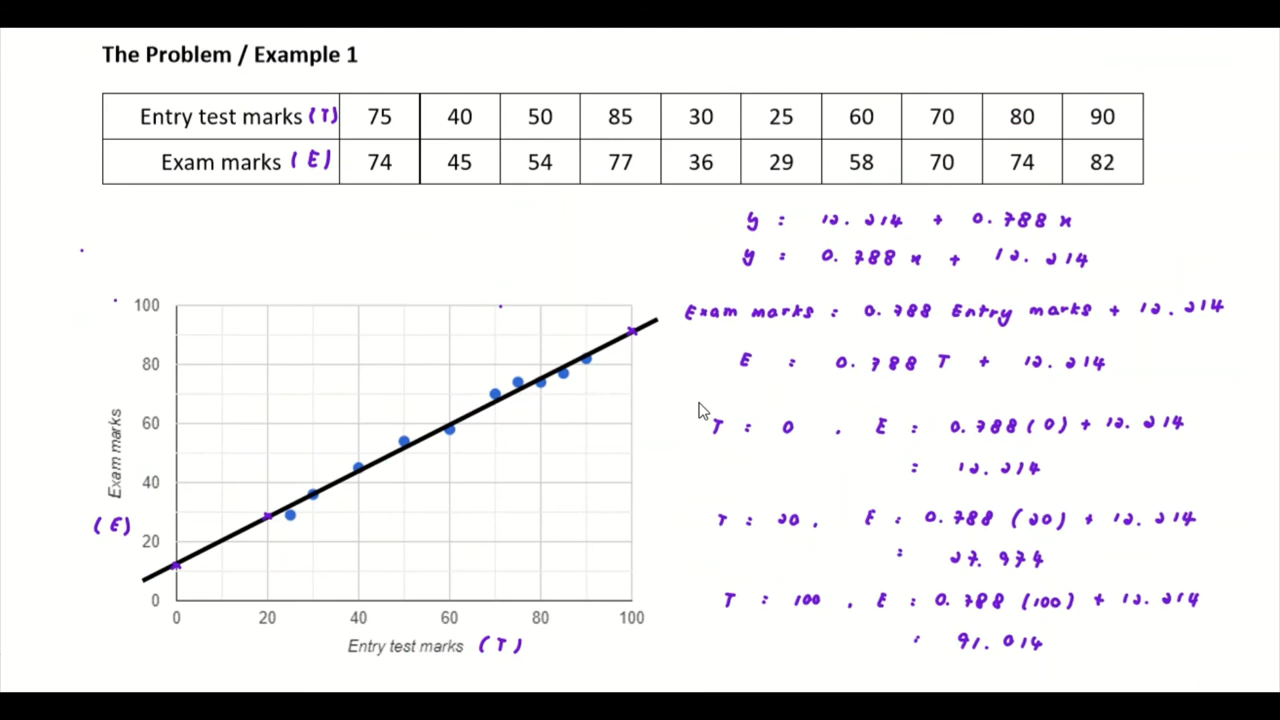 The Problem / Example 1
Entry test marks (T) 75 40 50 85 30 25 60 70 80 90
Exam marks (E) 74 45 54 77 36 29 58 70 74 82
y = 12.214 + 0.788x
y = 0.788x + 12.214
Exam marks = 0.788 Entry marks + 12.214
E = 0.788T + 12.214
T = 0, E = 0.788(0) + 12.214
= 12.214
T = 20, E = 0.788(20) + 12.214
= 27.974
T = 100, E = 0.788(100) + 12.214
= 91.014
100
80
60
40
20
0
Exam marks
(E)
0 20 40 60 80 100
Entry test marks (T)